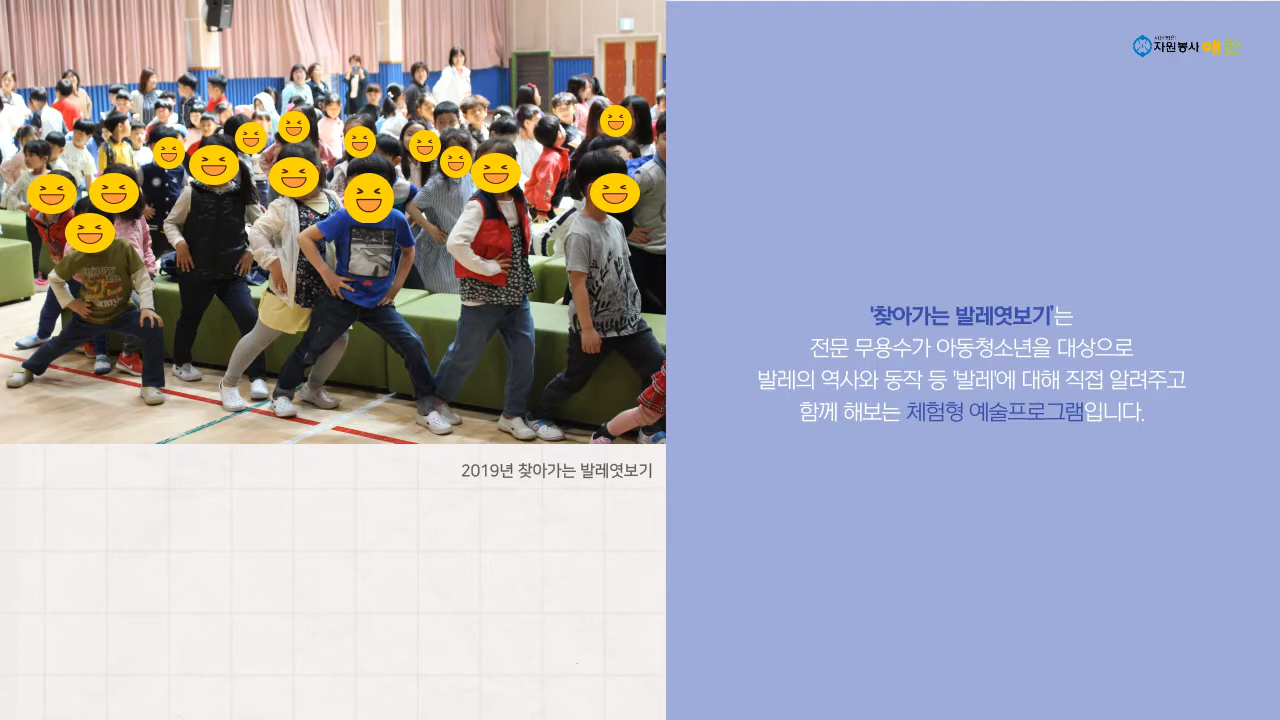 자원봉사 애원
'찾아가는 발레엿보기'는
전문 무용수가 아동청소년을 대상으로
발레의 역사와 동작 등 '발레'에 대해 직접 알려주고
함께 해보는 체험형 예술프로그램입니다.
2019년 찾아가는 발레엿보기